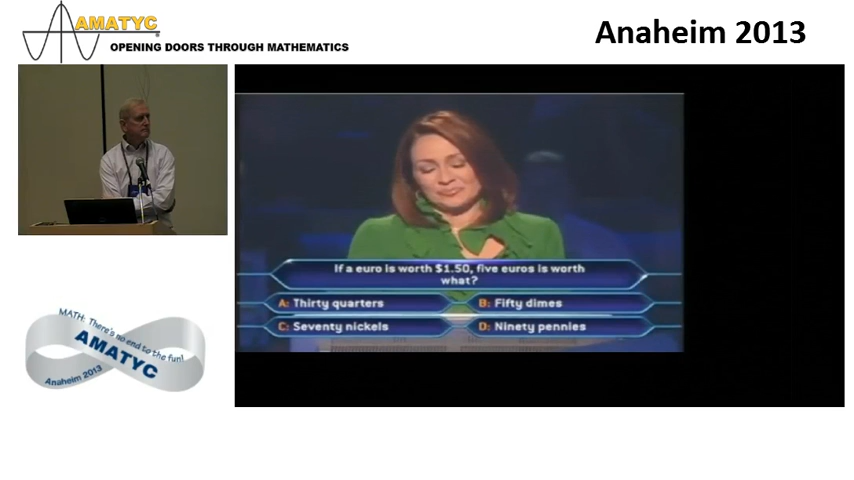 AMATYC
OPENING DOORS THROUGH MATHEMATICS
Anaheim 2013
If a euro is worth $1.50, five euros is worth
what?
A: Thirty quarters
B: Fifty dimes
C: Seventy nickels
D: Ninety pennies
MATH: There's no end to the fun!
AMATYC
Anaheim 2013